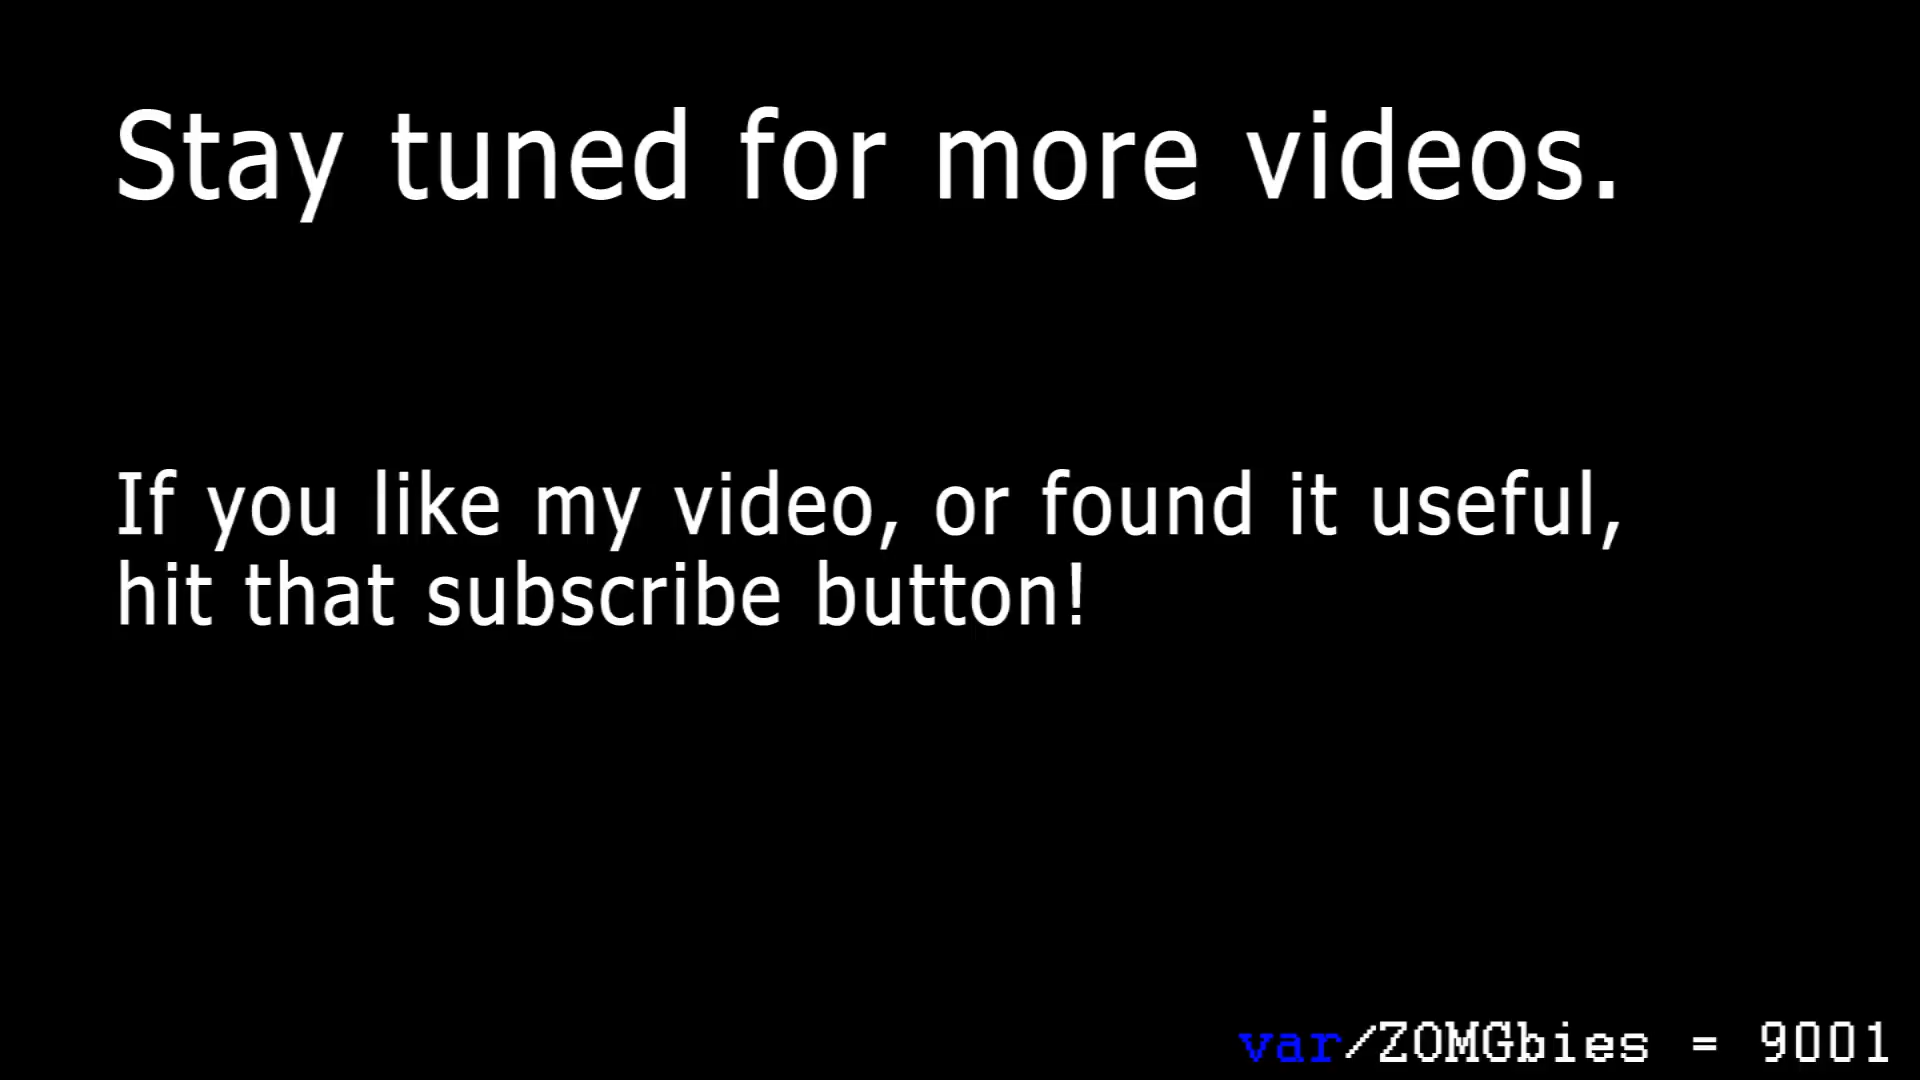 Stay tuned for more videos.
If you like my video, or found it useful,
hit that subscribe button!
var/ZOMGbies = 9001